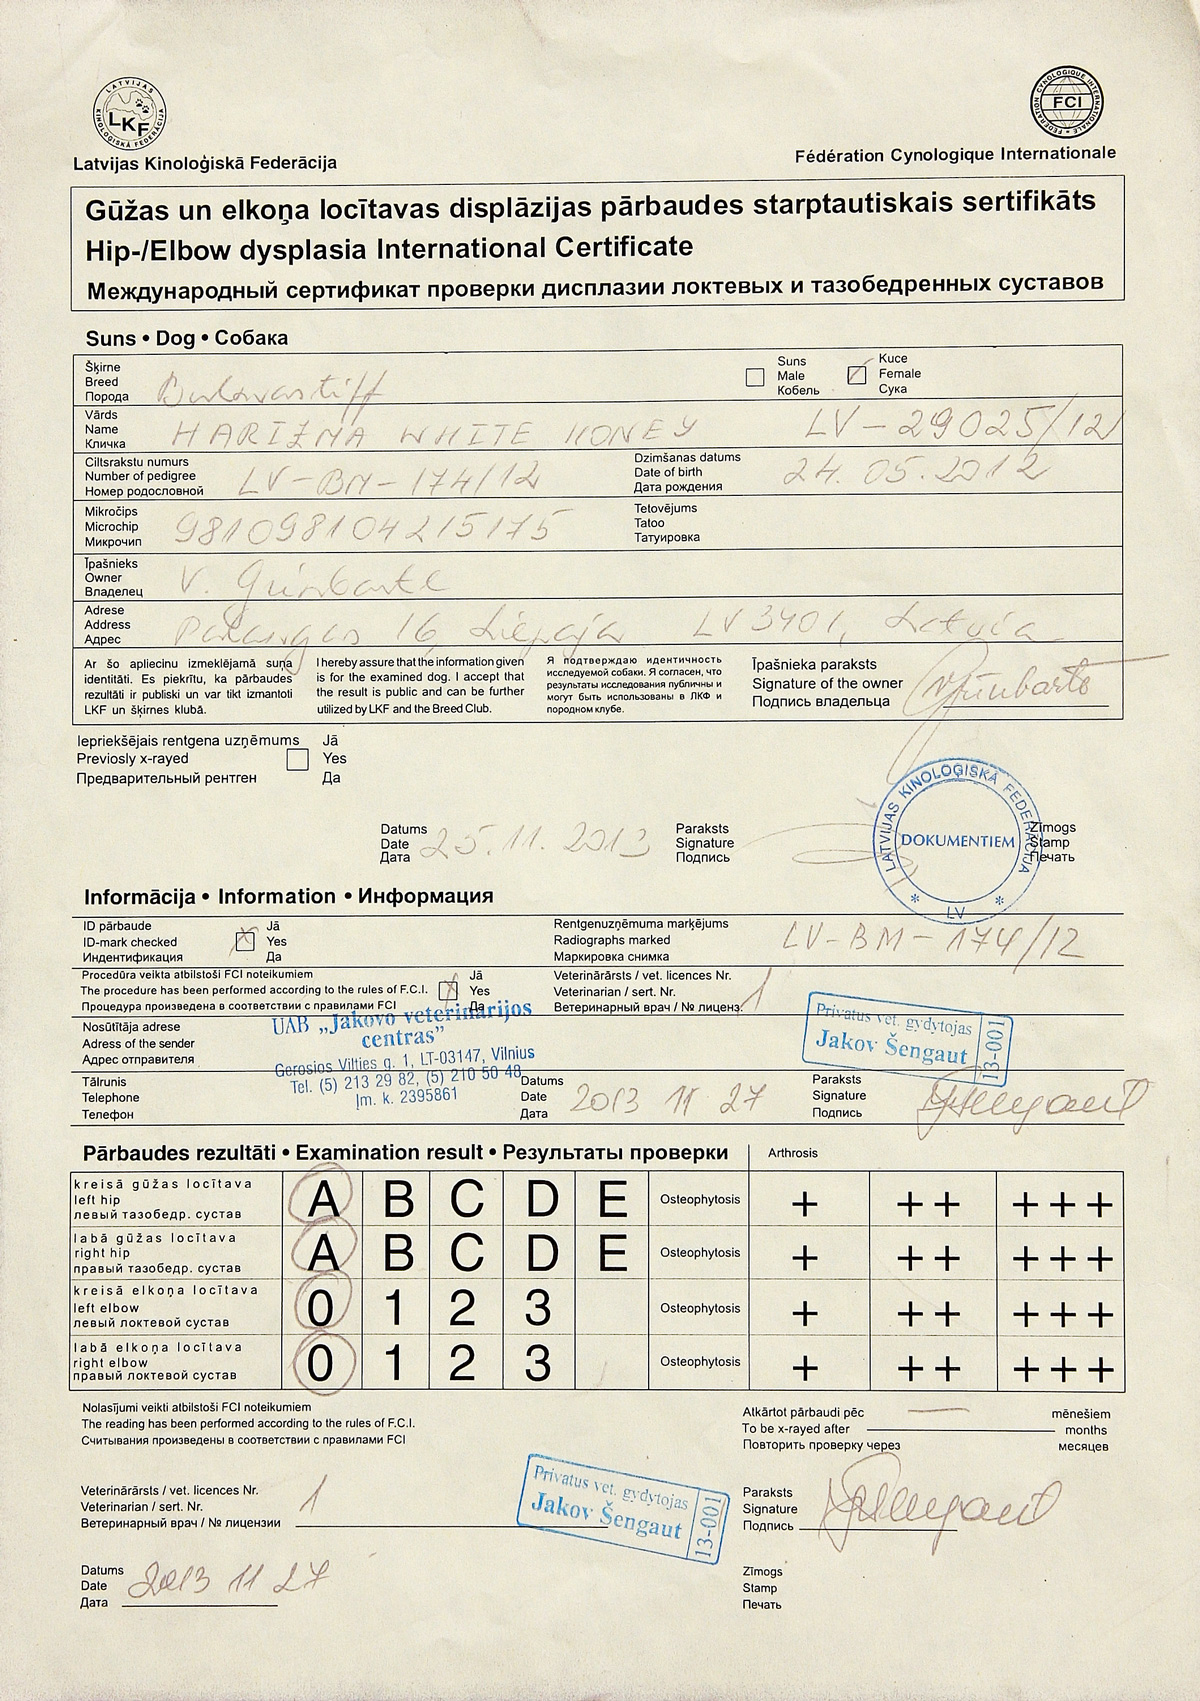 LATVIJAS KINOLOĢISKĀ FEDERĀCIJA
LKF
Latvijas Kinoloģiskā Federācija
FÉDÉRATION CYNOLOGIQUE INTERNATIONALE
FCI
Fédération Cynologique Internationale
Gūžas un elkoņa locītavas displāzijas pārbaudes starptautiskais sertifikāts
Hip-/Elbow dysplasia International Certificate
Международный сертификат проверки дисплазии локтевых и тазобедренных суставов
Suns • Dog • Собака
Šķirne
Breed
Порода
Bullmastiff
Suns
Male
Кобель
Kuce
Female
Сука
Vārds
Name
Кличка
HARIZMA WHITE HONEY LV-29025/12
Ciltsrakstu numurs
Number of pedigree
Номер родословной
LV-BM-174/12
Dzimšanas datums
Date of birth
Дата рождения
24.05.2012
Mikročips
Microchip
Микрочип
981098104215175
Tetovējums
Tatoo
Татуировка
Īpašnieks
Owner
Владелец
V.
Adrese
Address
Адрес
16, Liepaja LV 3401, Latvia
Ar šo apliecinu izmeklējamā suņa
identitāti. Es piekrītu, ka pārbaudes
rezultāti ir publiski un var tikt izmantoti
LKF un šķirnes klubā.
I hereby assure that the information given
is for the examined dog. I accept that
the result is public and can be further
utilized by LKF and the Breed Club.
Я подтверждаю идентичность
исследуемой собаки. Я согласен, что
результаты исследования публичны и
могут быть использованы в ЛКФ и
породном клубе.
Īpašnieka paraksts
Signature of the owner
Подпись владельца
Iepriekšējais rentgena uzņēmums
Previosly x-rayed
Предварительный рентген
Jā
Yes
Да
Datums
Date
Дата
25.11.2013
Paraksts
Signature
Подпись
LATVIJAS KINOLOĢISKĀ FEDERĀCIJA
DOKUMENTIEM
* LV *
Zīmogs
Stamp
Печать
Informācija • Information • Информация
ID pārbaude
ID-mark checked
Индентификация
Jā
Yes
Да
Rentgenuzņēmuma marķējums
Radiographs marked
Маркировка снимка
LV-BM-174/12
Procedūra veikta atbilstoši FCI noteikumiem
The procedure has been performed according to the rules of F.C.I.
Процедура произведена в соответствии с правилами FCI
Jā
Yes
Да
Veterinārārsts / vet. licences Nr.
Veterinarian / sert. Nr.
Ветеринарный врач / № лиценз.
1
Nosūtītāja adrese
Adress of the sender
Адрес отправителя
UAB „Jakovo veterinarijos
centras”
Gerosios Vilties g. 1, LT-03147, Vilnius
Tel. (5) 213 29 82, (5) 210 50 48
Įm. k. 2395861
Privatus vet. gydytojas
Jakov Šengaut
13-001
Tālrunis
Telephone
Телефон
Datums
Date
Дата
2013 11 27
Paraksts
Signature
Подпись
Pārbaudes rezultāti • Examination result • Результаты проверки
Arthrosis
kreisā gūžas locītava
left hip
левый тазобедр. сустав
A B C D E Osteophytosis + ++ +++
labā gūžas locītava
right hip
правый тазобедр. сустав
A B C D E Osteophytosis + ++ +++
kreisā elkoņa locītava
left elbow
левый локтевой сустав
0 1 2 3 Osteophytosis + ++ +++
labā elkoņa locītava
right elbow
правый локтевой сустав
0 1 2 3 Osteophytosis + ++ +++
Nolasījumi veikti atbilstoši FCI noteikumiem
The reading has been performed according to the rules of F.C.I.
Считывания произведены в соответствии с правилами FCI
Atkārtot pārbaudi pēc — mēnešiem
To be x-rayed after months
Повторить проверку через месяцев
Veterinārārsts / vet. licences Nr.
Veterinarian / sert. Nr.
Ветеринарный врач / № лицензии
1
Privatus vet. gydytojas
Jakov Šengaut
13-001
Paraksts
Signature
Подпись
Datums
Date
Дата
2013 11 27
Zīmogs
Stamp
Печать